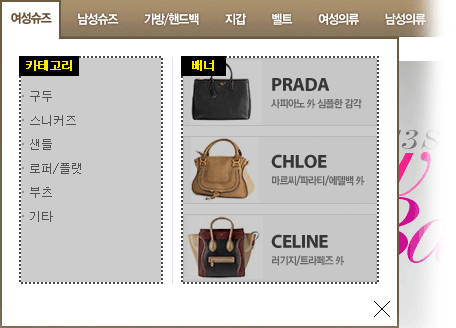 여성슈즈 남성슈즈 가방/핸드백 지갑 벨트 여성의류 남성의류
카테고리
구두
스니커즈
샌들
로퍼/플랫
부츠
기타
배너
PRADA
사피아노 外 심플한 감각
CHLOE
마르씨/파라티/에델백 外
CELINE
러기지/트라페즈 外